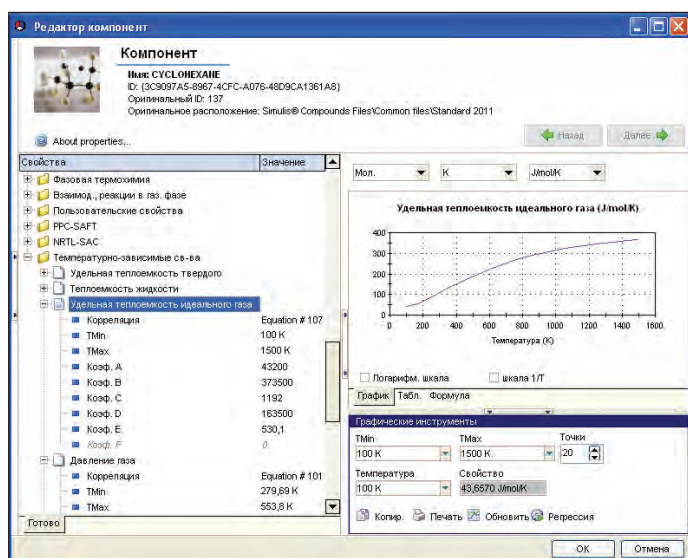 Редактор компонент
Компонент
Имя: CYCLOHEXANE
ID: {3C9097A5-8967-4CFC-A076-48D9CA1361A8}
Оригинальный ID: 137
Оригинальное расположение: Simulis® Compounds Files\Common files\Standard 2011
About properties...
Назад
Далее
Свойства Значение
Фазовая термохимия
Взаимод., реакции в газ. фазе
Пользовательские свойства
PPC-SAFT
NRTL-SAC
Температурно-зависимые св-ва
Удельная теплоемкость твердого
Теплоемкость жидкости
Удельная теплоемкость идеального газа
Корреляция Equation # 107
TMin 100 K
TMax 1500 K
Коэф. A 43200
Коэф. B 373500
Коэф. C 1192
Коэф. D 163500
Коэф. E 530,1
Коэф. F 0
Давление газа
Корреляция Equation # 101
TMin 279,69 K
TMax 553,8 K
Готово
Мол. K J/mol/K
Удельная теплоемкость идеального газа (J/mol/K)
400
300
200
100
0
0 200 400 600 800 1000 1200 1400 1600
Температура (K)
Логарифм. шкала шкала 1/T
График Табл. Формула
Графические инструменты
TMin TMax Точки
100 K 1500 K 20
Температура Свойство
100 K 43,6570 J/mol/K
Копир. Печать Обновить Регрессия
OK Отмена